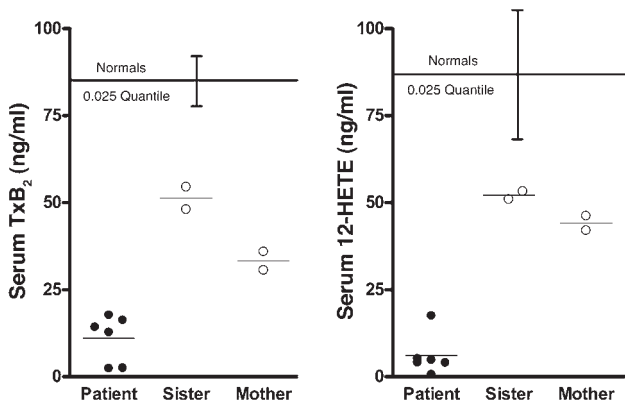 Serum TxB2 (ng/ml)
100
75
50
25
0
Normals
0.025 Quantile
Patient Sister Mother
Serum 12-HETE (ng/ml)
100
75
50
25
0
Normals
0.025 Quantile
Patient Sister Mother